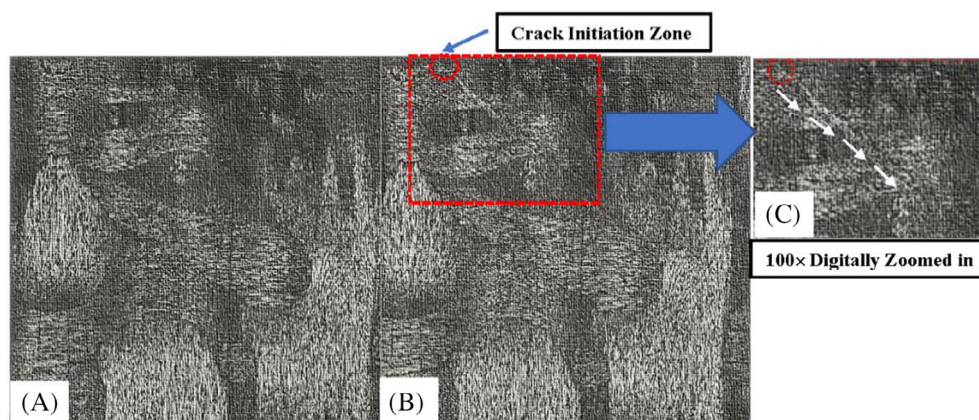 Crack Initiation Zone
(A)
(B)
(C)
100× Digitally Zoomed in